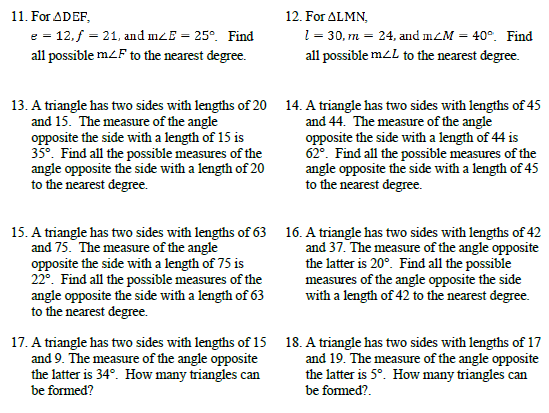 11. For ΔDEF,
e = 12, f = 21, and m∠E = 25°. Find
all possible m∠F to the nearest degree.
12. For ΔLMN,
l = 30, m = 24, and m∠M = 40°. Find
all possible m∠L to the nearest degree.
13. A triangle has two sides with lengths of 20
and 15. The measure of the angle
opposite the side with a length of 15 is
35°. Find all the possible measures of the
angle opposite the side with a length of 20
to the nearest degree.
14. A triangle has two sides with lengths of 45
and 44. The measure of the angle
opposite the side with a length of 44 is
62°. Find all the possible measures of the
angle opposite the side with a length of 45
to the nearest degree.
15. A triangle has two sides with lengths of 63
and 75. The measure of the angle
opposite the side with a length of 75 is
22°. Find all the possible measures of the
angle opposite the side with a length of 63
to the nearest degree.
16. A triangle has two sides with lengths of 42
and 37. The measure of the angle opposite
the latter is 20°. Find all the possible
measures of the angle opposite the side
with a length of 42 to the nearest degree.
17. A triangle has two sides with lengths of 15
and 9. The measure of the angle opposite
the latter is 34°. How many triangles can
be formed?
18. A triangle has two sides with lengths of 17
and 19. The measure of the angle opposite
the latter is 5°. How many triangles can
be formed?.